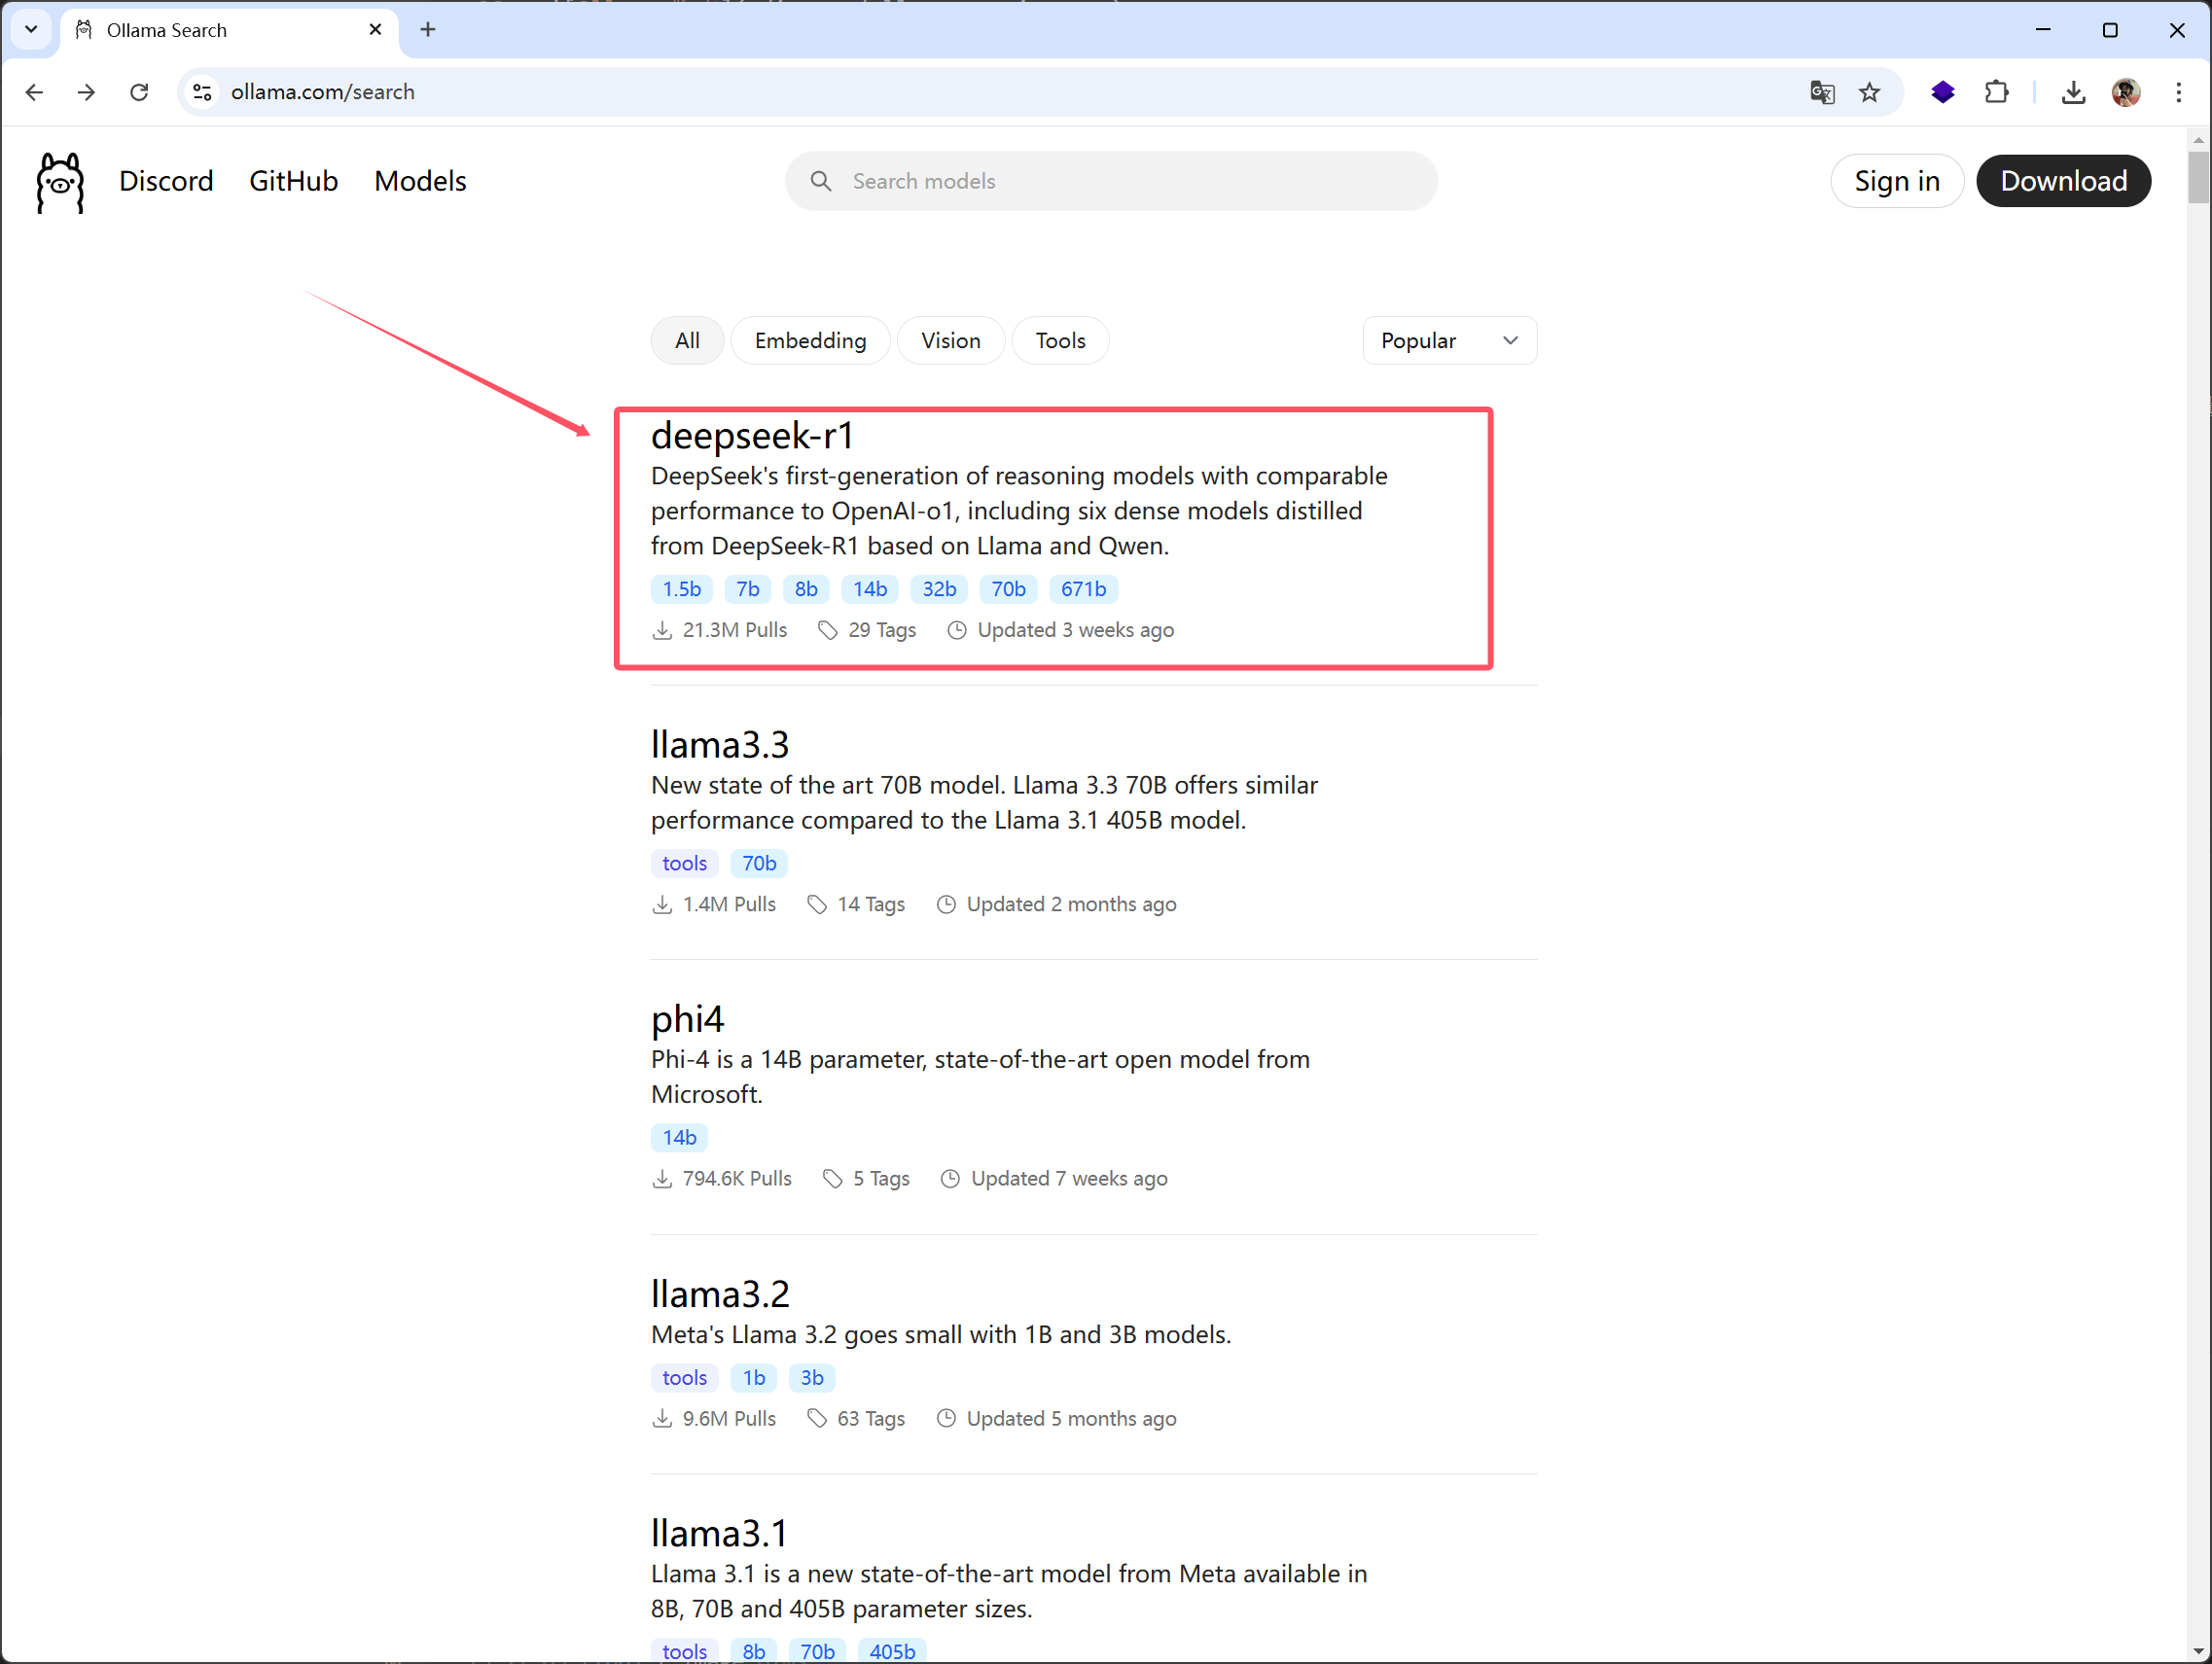 Ollama Search
ollama.com/search
Discord GitHub Models
Search models
Sign in Download
All Embedding Vision Tools Popular
deepseek-r1
DeepSeek's first-generation of reasoning models with comparable
performance to OpenAI-o1, including six dense models distilled
from DeepSeek-R1 based on Llama and Qwen.
1.5b 7b 8b 14b 32b 70b 671b
21.3M Pulls 29 Tags Updated 3 weeks ago
llama3.3
New state of the art 70B model. Llama 3.3 70B offers similar
performance compared to the Llama 3.1 405B model.
tools 70b
1.4M Pulls 14 Tags Updated 2 months ago
phi4
Phi-4 is a 14B parameter, state-of-the-art open model from
Microsoft.
14b
794.6K Pulls 5 Tags Updated 7 weeks ago
llama3.2
Meta's Llama 3.2 goes small with 1B and 3B models.
tools 1b 3b
9.6M Pulls 63 Tags Updated 5 months ago
llama3.1
Llama 3.1 is a new state-of-the-art model from Meta available in
8B, 70B and 405B parameter sizes.
tools 8b 70b 405b